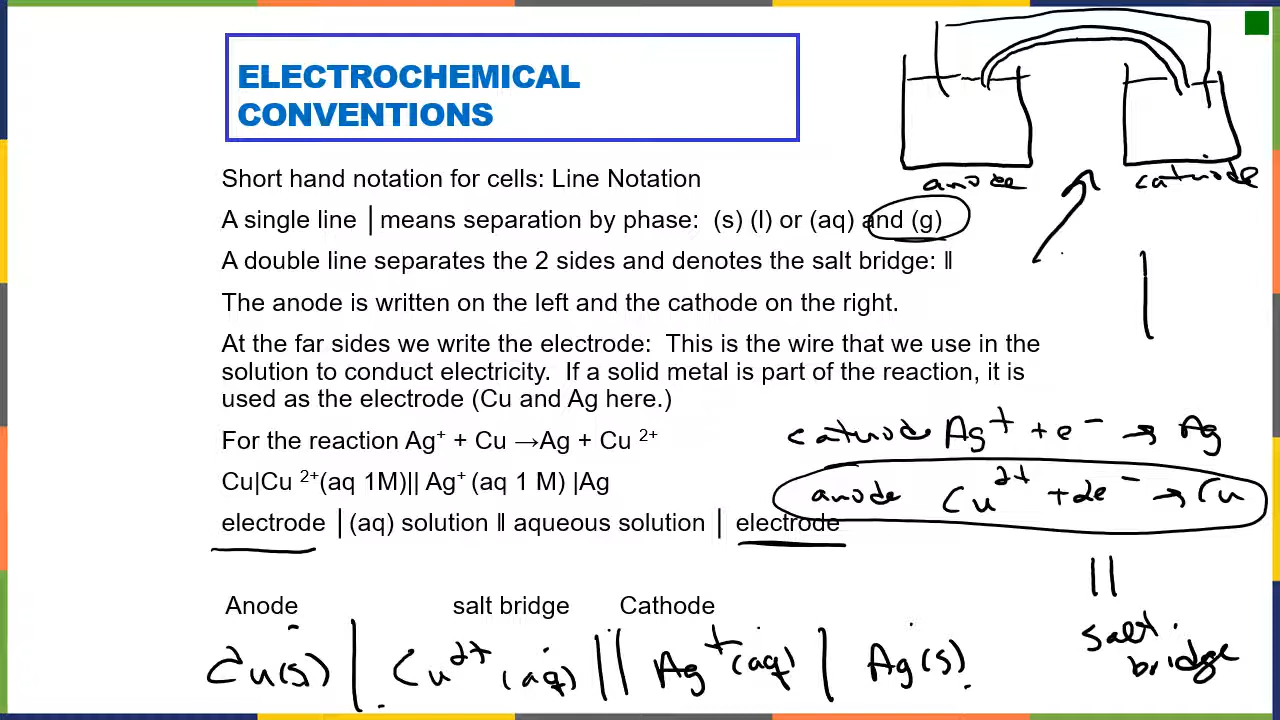 ELECTROCHEMICAL
CONVENTIONS
anode
cathode
Short hand notation for cells: Line Notation
A single line │means separation by phase: (s) (l) or (aq) and (g)
A double line separates the 2 sides and denotes the salt bridge: ‖
The anode is written on the left and the cathode on the right.
At the far sides we write the electrode: This is the wire that we use in the
solution to conduct electricity. If a solid metal is part of the reaction, it is
used as the electrode (Cu and Ag here.)
For the reaction Ag⁺ + Cu →Ag + Cu ²⁺
cathode Ag⁺ + e⁻ → Ag
Cu|Cu ²⁺(aq 1M)|| Ag⁺ (aq 1 M) |Ag
anode Cu²⁺ + 2e⁻ → Cu
electrode │(aq) solution ‖ aqueous solution │ electrode
||
Anode salt bridge Cathode
salt
bridge
Cu(s) | Cu²⁺ (aq) || Ag⁺(aq) | Ag(s)